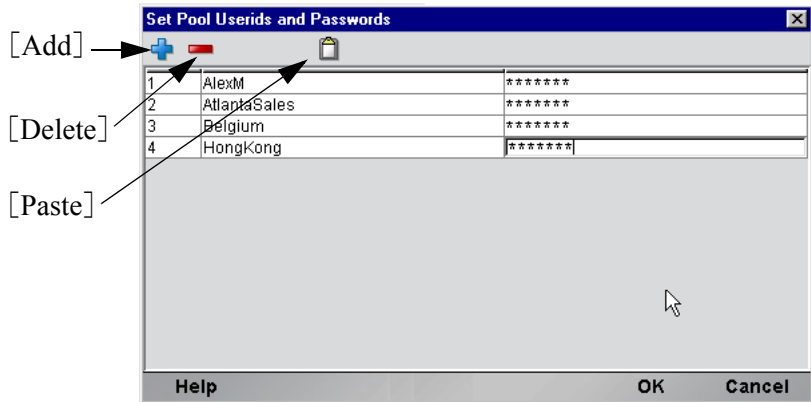 Set Pool Userids and Passwords
[Add]
[Delete]
[Paste]
1 AlexM *******
2 AtlantaSales *******
3 Belgium *******
4 HongKong *******
Help OK Cancel